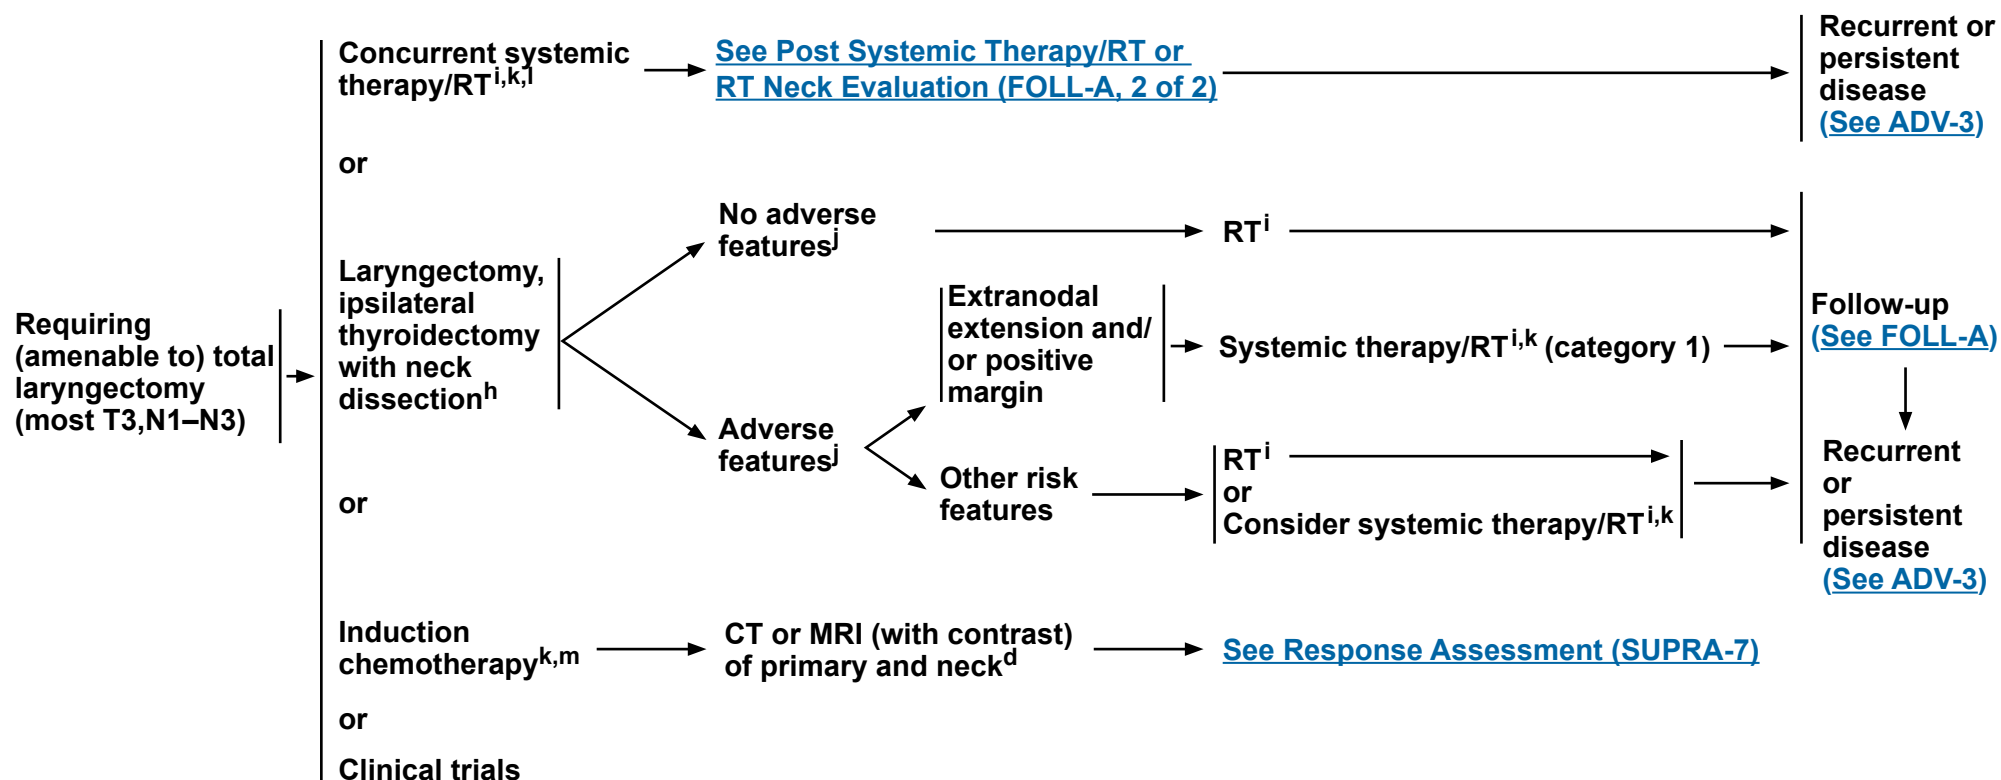 Requiring
(amenable to) total
laryngectomy
(most T3,N1–N3)
Concurrent systemic
therapy/RTi,k,l
See Post Systemic Therapy/RT or
RT Neck Evaluation (FOLL-A, 2 of 2)
Recurrent or
persistent
disease
(See ADV-3)
or
Laryngectomy,
ipsilateral
thyroidectomy
with neck
dissectionh
No adverse
featuresj
RTi
Adverse
featuresj
Extranodal
extension and/
or positive
margin
Systemic therapy/RTi,k (category 1)
Other risk
features
RTi
or
Consider systemic therapy/RTi,k
Follow-up
(See FOLL-A)
Recurrent
or
persistent
disease
(See ADV-3)
or
Induction
chemotherapyk,m
CT or MRI (with contrast)
of primary and neckd
See Response Assessment (SUPRA-7)
or
Clinical trials